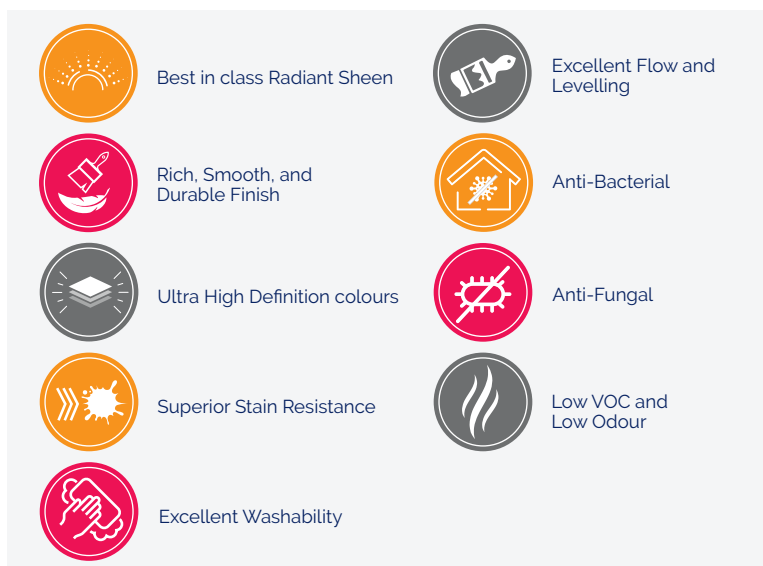 Best in class Radiant Sheen
Rich, Smooth, and
Durable Finish
Ultra High Definition colours
Superior Stain Resistance
Excellent Washability
Excellent Flow and
Levelling
Anti-Bacterial
Anti-Fungal
Low VOC and
Low Odour